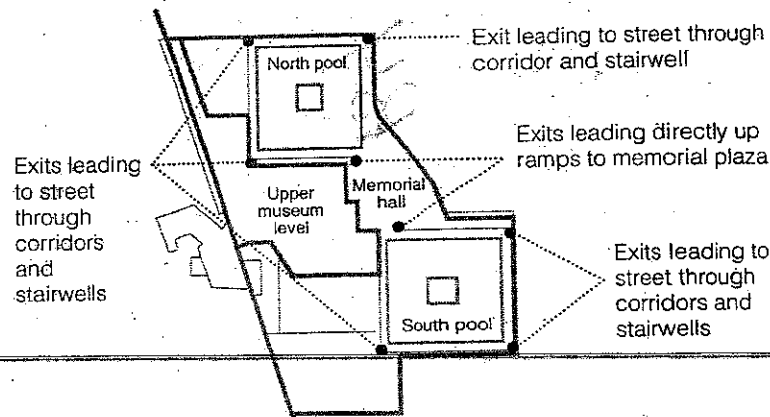 Exit leading to street through
corridor and stairwell
North pool
Exits leading directly up
ramps to memorial plaza
Exits leading
to street
through
corridors
and
stairwells
Upper
museum
level
Memorial
hall
Exits leading to
street through
corridors and
stairwells
South pool